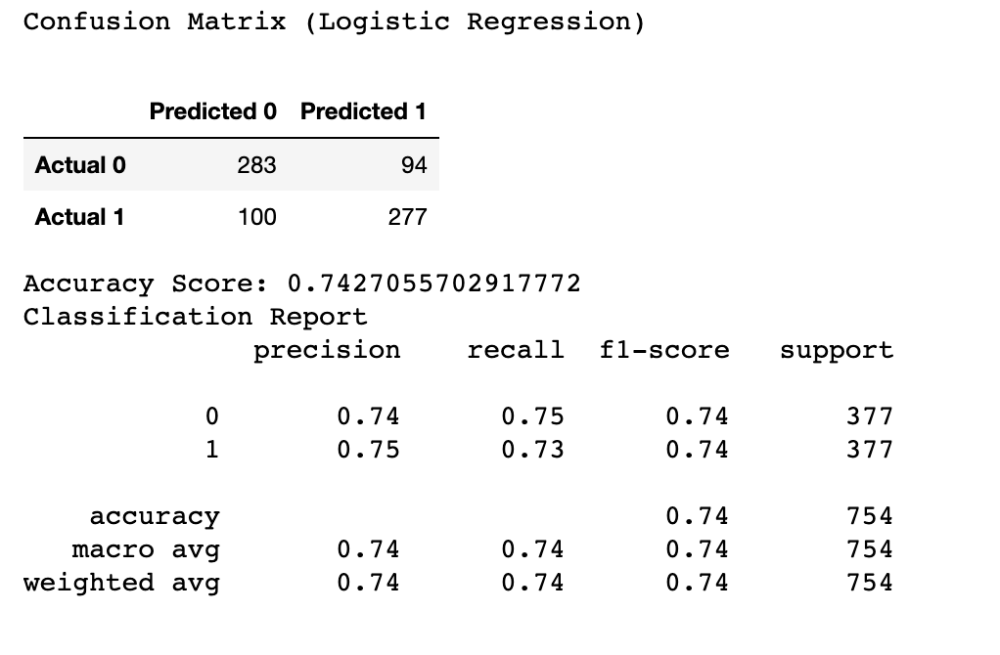 Confusion Matrix (Logistic Regression)
Predicted 0 Predicted 1
Actual 0 283 94
Actual 1 100 277
Accuracy Score: 0.7427055702917772
Classification Report
precision recall f1-score support
0 0.74 0.75 0.74 377
1 0.75 0.73 0.74 377
accuracy 0.74 754
macro avg 0.74 0.74 0.74 754
weighted avg 0.74 0.74 0.74 754